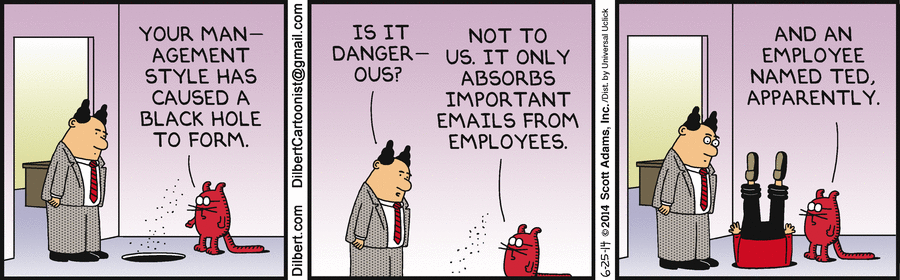 YOUR MAN–
AGEMENT
STYLE HAS
CAUSED A
BLACK HOLE
TO FORM.
Dilbert.com DilbertCartoonist@gmail.com
IS IT
DANGER–
OUS?
NOT TO
US. IT ONLY
ABSORBS
IMPORTANT
EMAILS FROM
EMPLOYEES.
6-25-14 ©2014 Scott Adams, Inc. /Dist. by Universal Uclick
AND AN
EMPLOYEE
NAMED TED,
APPARENTLY.